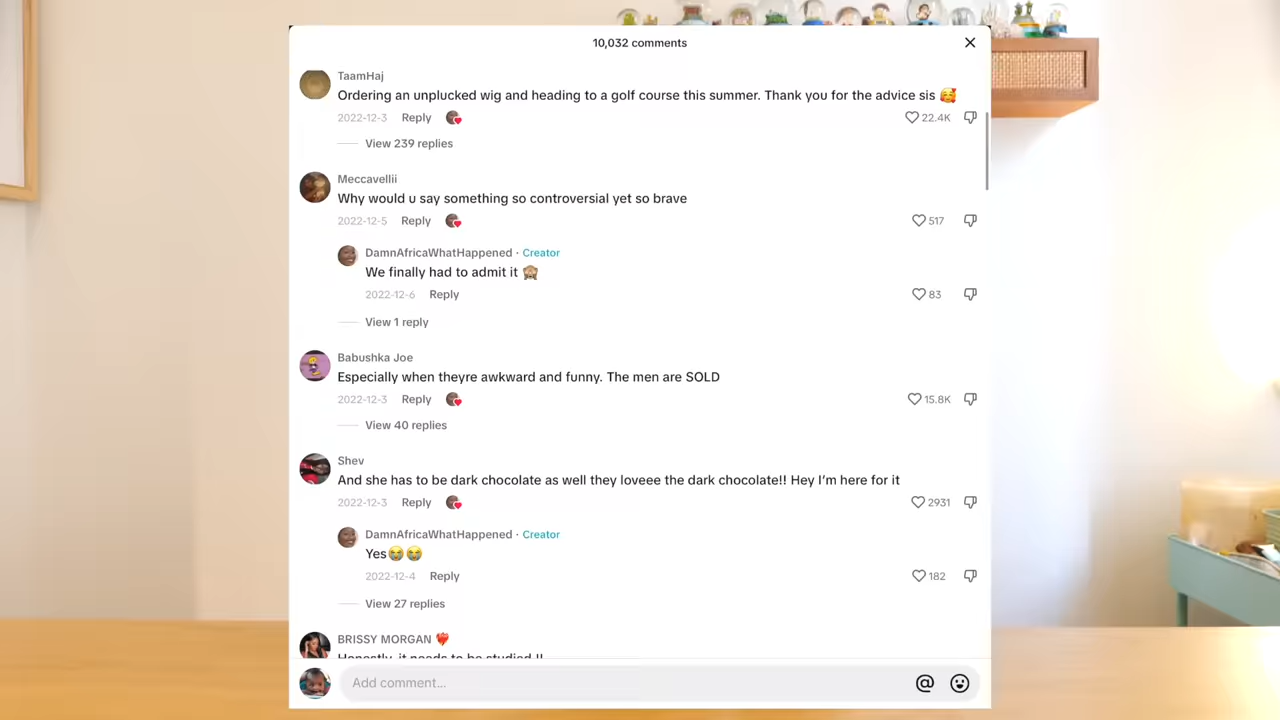 10,032 comments
TaamHaj
Ordering an unplucked wig and heading to a golf course this summer. Thank you for the advice sis 🥰
2022-12-3 Reply 22.4K
View 239 replies
Meccavellii
Why would u say something so controversial yet so brave
2022-12-5 Reply 517
DamnAfricaWhatHappened · Creator
We finally had to admit it 🙈
2022-12-6 Reply 83
View 1 reply
Babushka Joe
Especially when theyre awkward and funny. The men are SOLD
2022-12-3 Reply 15.8K
View 40 replies
Shev
And she has to be dark chocolate as well they loveee the dark chocolate!! Hey I'm here for it
2022-12-3 Reply 2931
DamnAfricaWhatHappened · Creator
Yes😭😭
2022-12-4 Reply 182
View 27 replies
BRISSY MORGAN ❤️‍🔥
Honestly, it needs to be studied !!
Add comment...